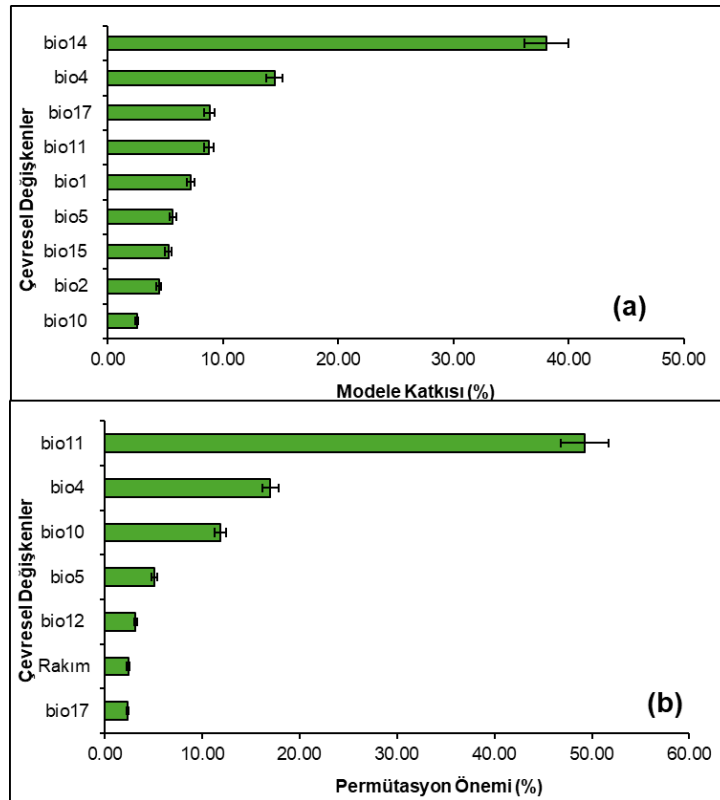 bio14
bio4
bio17
bio11
bio1
bio5
bio15
bio2
bio10
Çevresel Değişkenler
(a)
0.00 10.00 20.00 30.00 40.00 50.00
Modele Katkısı (%)
bio11
bio4
bio10
bio5
bio12
Rakım
bio17
Çevresel Değişkenler
(b)
0.00 10.00 20.00 30.00 40.00 50.00 60.00
Permütasyon Önemi (%)